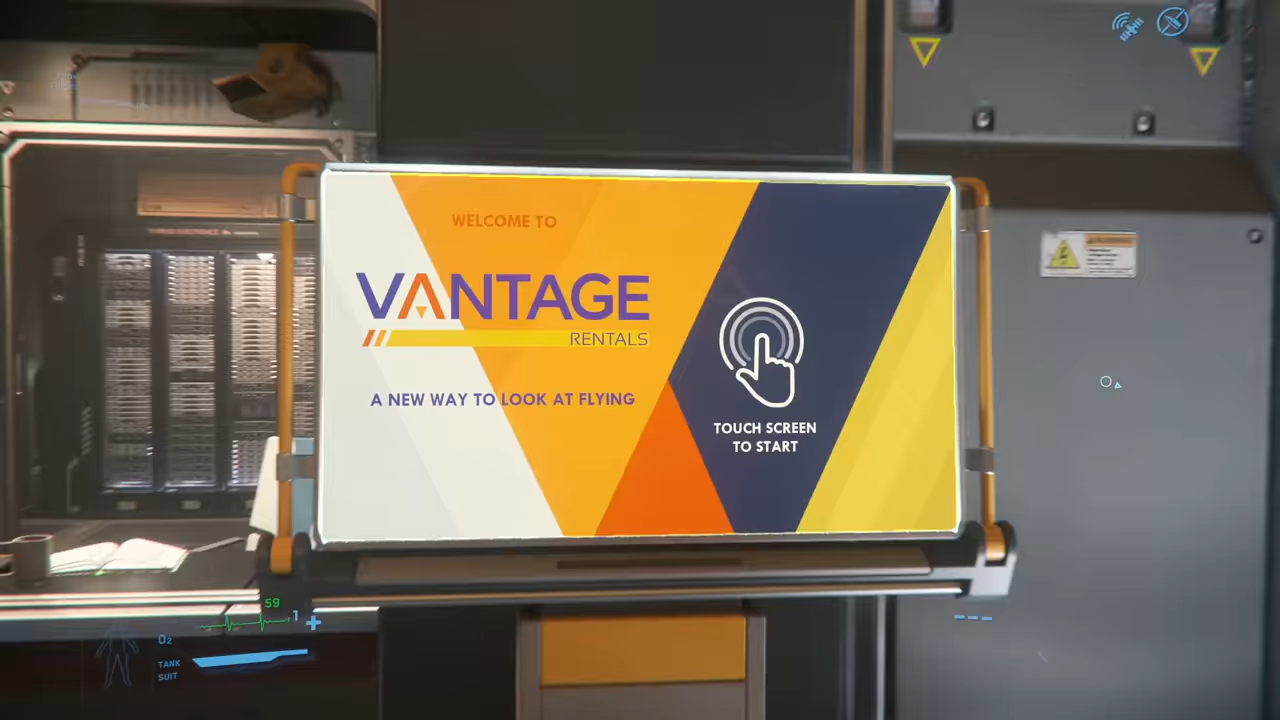 WELCOME TO
VANTAGE
RENTALS
A NEW WAY TO LOOK AT FLYING
TOUCH SCREEN
TO START
59
1
O2
TANK
SUIT